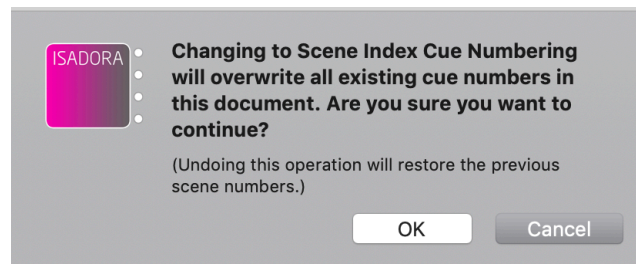 ISADORA
Changing to Scene Index Cue Numbering
will overwrite all existing cue numbers in
this document. Are you sure you want to
continue?
(Undoing this operation will restore the previous
scene numbers.)
OK
Cancel